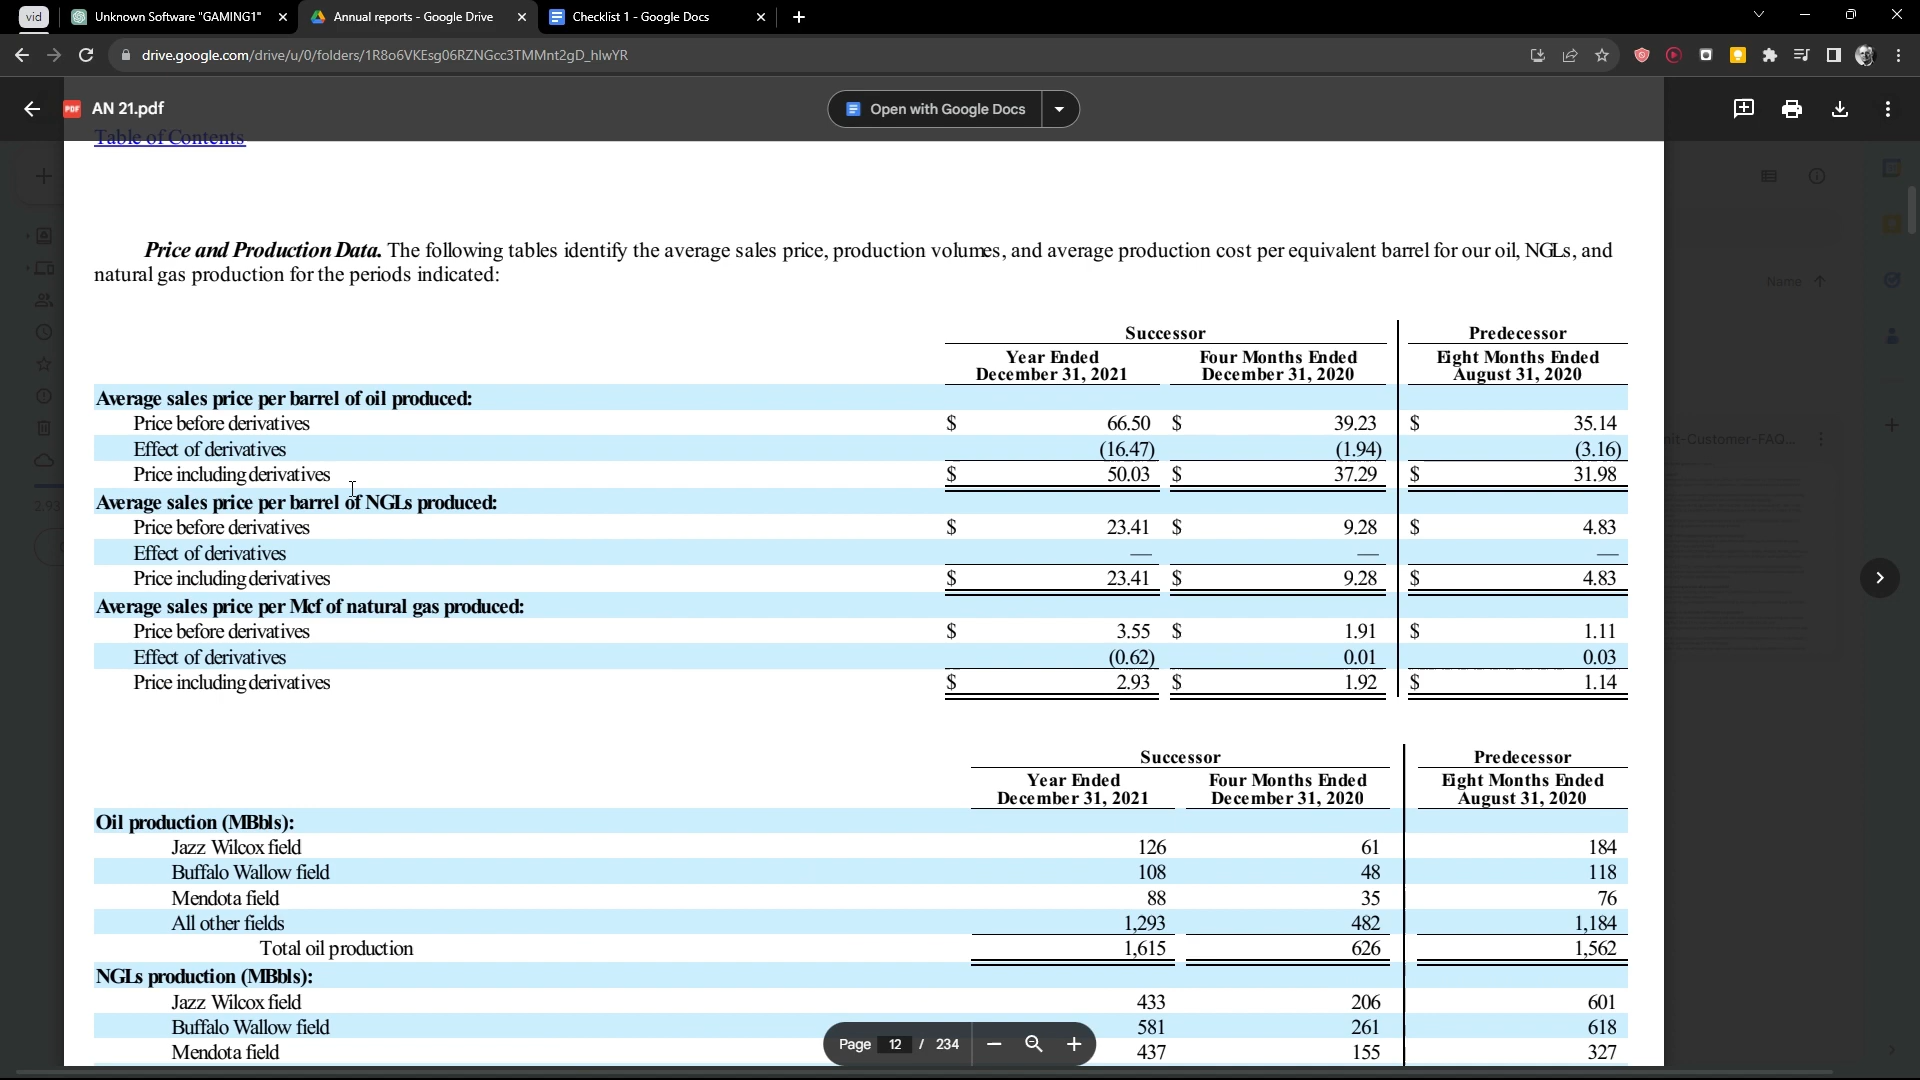 vid
Unknown Software "GAMING1"
Annual reports - Google Drive
Checklist 1 - Google Docs
drive.google.com/drive/u/0/folders/1R8o6VKEsg06RZNGcc3TMMnt2gD_hlwYR
PDF AN 21.pdf
Open with Google Docs
Table of Contents
Name
Price and Production Data. The following tables identify the average sales price, production volumes, and average production cost per equivalent barrel for our oil, NGLs, and
natural gas production for the periods indicated:
Successor Predecessor
Year Ended Four Months Ended Eight Months Ended
December 31, 2021 December 31, 2020 August 31, 2020
Average sales price per barrel of oil produced:
Price before derivatives $ 66.50 $ 39.23 $ 35.14
Effect of derivatives (16.47) (1.94) (3.16)
Price including derivatives $ 50.03 $ 37.29 $ 31.98
Average sales price per barrel of NGLs produced:
2.93
Price before derivatives $ 23.41 $ 9.28 $ 4.83
Effect of derivatives — — —
Price including derivatives $ 23.41 $ 9.28 $ 4.83
Average sales price per Mcf of natural gas produced:
Price before derivatives $ 3.55 $ 1.91 $ 1.11
Effect of derivatives (0.62) 0.01 0.03
Price including derivatives $ 2.93 $ 1.92 $ 1.14
nit-Customer-FAQ...
Successor Predecessor
Year Ended Four Months Ended Eight Months Ended
December 31, 2021 December 31, 2020 August 31, 2020
Oil production (MBbls):
Jazz Wilcox field 126 61 184
Buffalo Wallow field 108 48 118
Mendota field 88 35 76
All other fields 1,293 482 1,184
Total oil production 1,615 626 1,562
NGLs production (MBbls):
Jazz Wilcox field 433 206 601
Buffalo Wallow field 581 261 618
Mendota field 437 155 327
Page 12 / 234